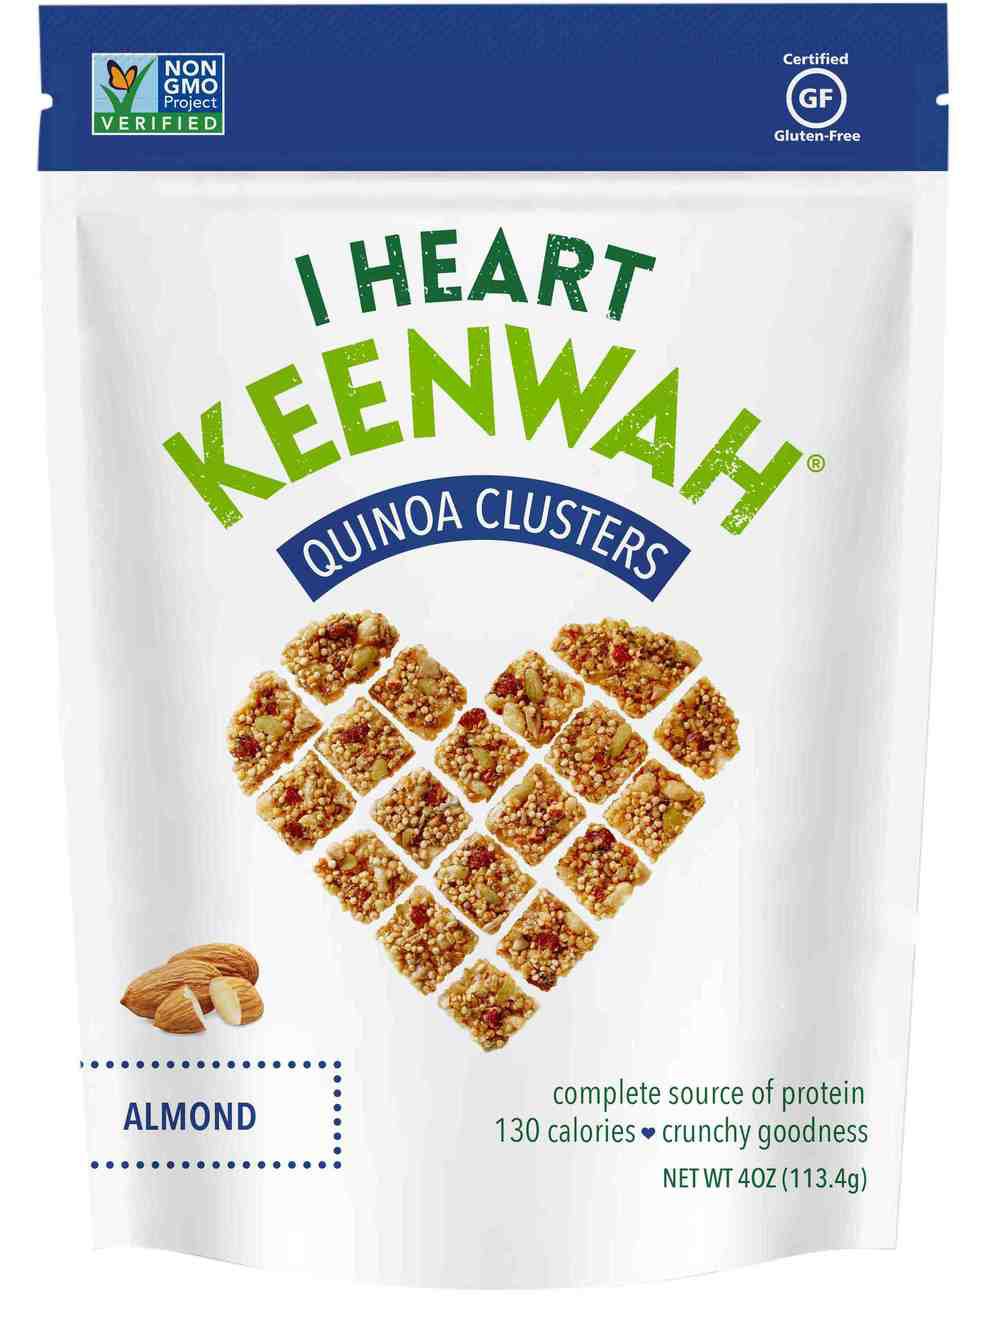 NON
GMO
Project
VERIFIED
Certified
GF
Gluten-Free
I HEART
KEENWAH®
QUINOA CLUSTERS
ALMOND
complete source of protein
130 calories ♥ crunchy goodness
NET WT 4OZ (113.4g)